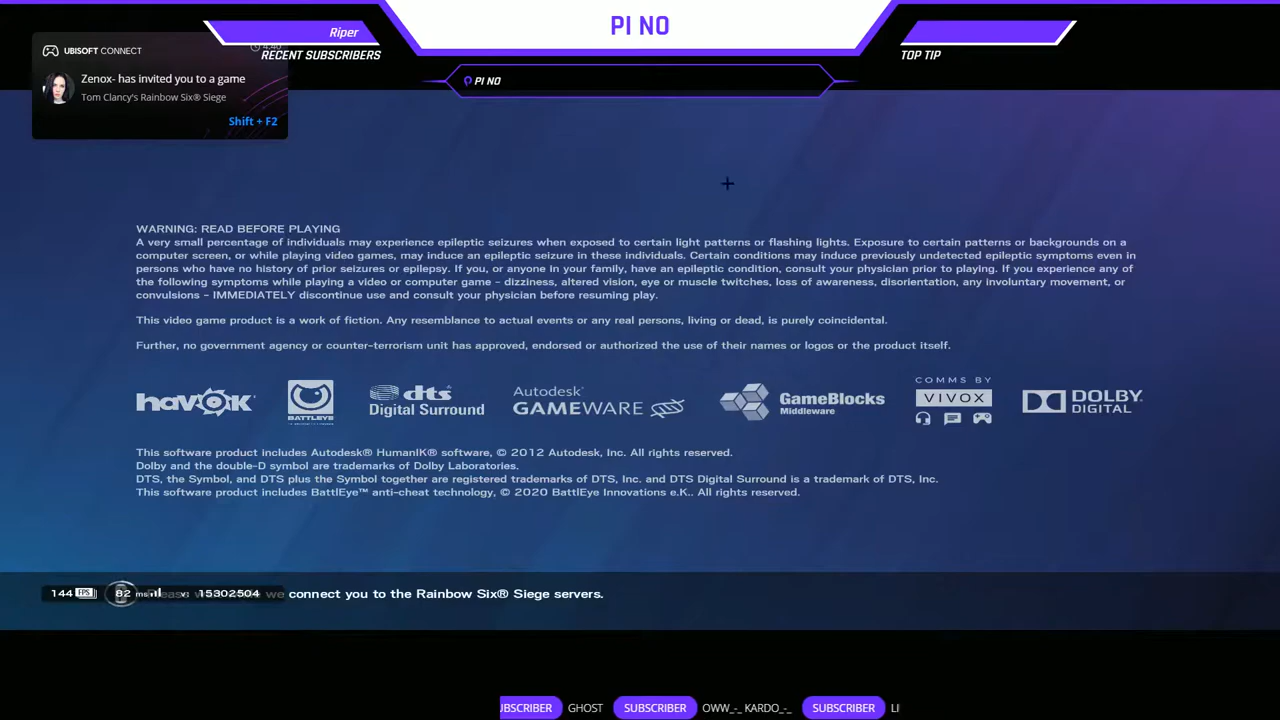 PI NO
Riper
RECENT SUBSCRIBERS
TOP TIP
PI NO
UBISOFT CONNECT
Zenox- has invited you to a game
Tom Clancy's Rainbow Six® Siege
Shift + F2
WARNING: READ BEFORE PLAYING
A very small percentage of individuals may experience epileptic seizures when exposed to certain light patterns or flashing lights. Exposure to certain patterns or backgrounds on a
computer screen, or while playing video games, may induce an epileptic seizure in these individuals. Certain conditions may induce previously undetected epileptic symptoms even in
persons who have no history of prior seizures or epilepsy. If you, or anyone in your family, have an epileptic condition, consult your physician prior to playing. If you experience any of
the following symptoms while playing a video or computer game - dizziness, altered vision, eye or muscle twitches, loss of awareness, disorientation, any involuntary movement, or
convulsions - IMMEDIATELY discontinue use and consult your physician before resuming play.
This video game product is a work of fiction. Any resemblance to actual events or any real persons, living or dead, is purely coincidental.
Further, no government agency or counter-terrorism unit has approved, endorsed or authorized the use of their names or logos or the product itself.
havok
BATTLEYE
dts
Digital Surround
Autodesk®
GAMEWARE
GameBlocks
Middleware
COMMS BY
VIVOX
DOLBY
DIGITAL
This software product includes Autodesk® HumanIK® software, © 2012 Autodesk, Inc. All rights reserved.
Dolby and the double-D symbol are trademarks of Dolby Laboratories.
DTS, the Symbol, and DTS plus the Symbol together are registered trademarks of DTS, Inc. and DTS Digital Surround is a trademark of DTS, Inc.
This software product includes BattlEye™ anti-cheat technology, © 2020 BattlEye Innovations e.K.. All rights reserved.
144 FPS 82 ms v: 15302504 we connect you to the Rainbow Six® Siege servers.
UBSCRIBER GHOST SUBSCRIBER OWW_-_ KARDO_-_ SUBSCRIBER LI